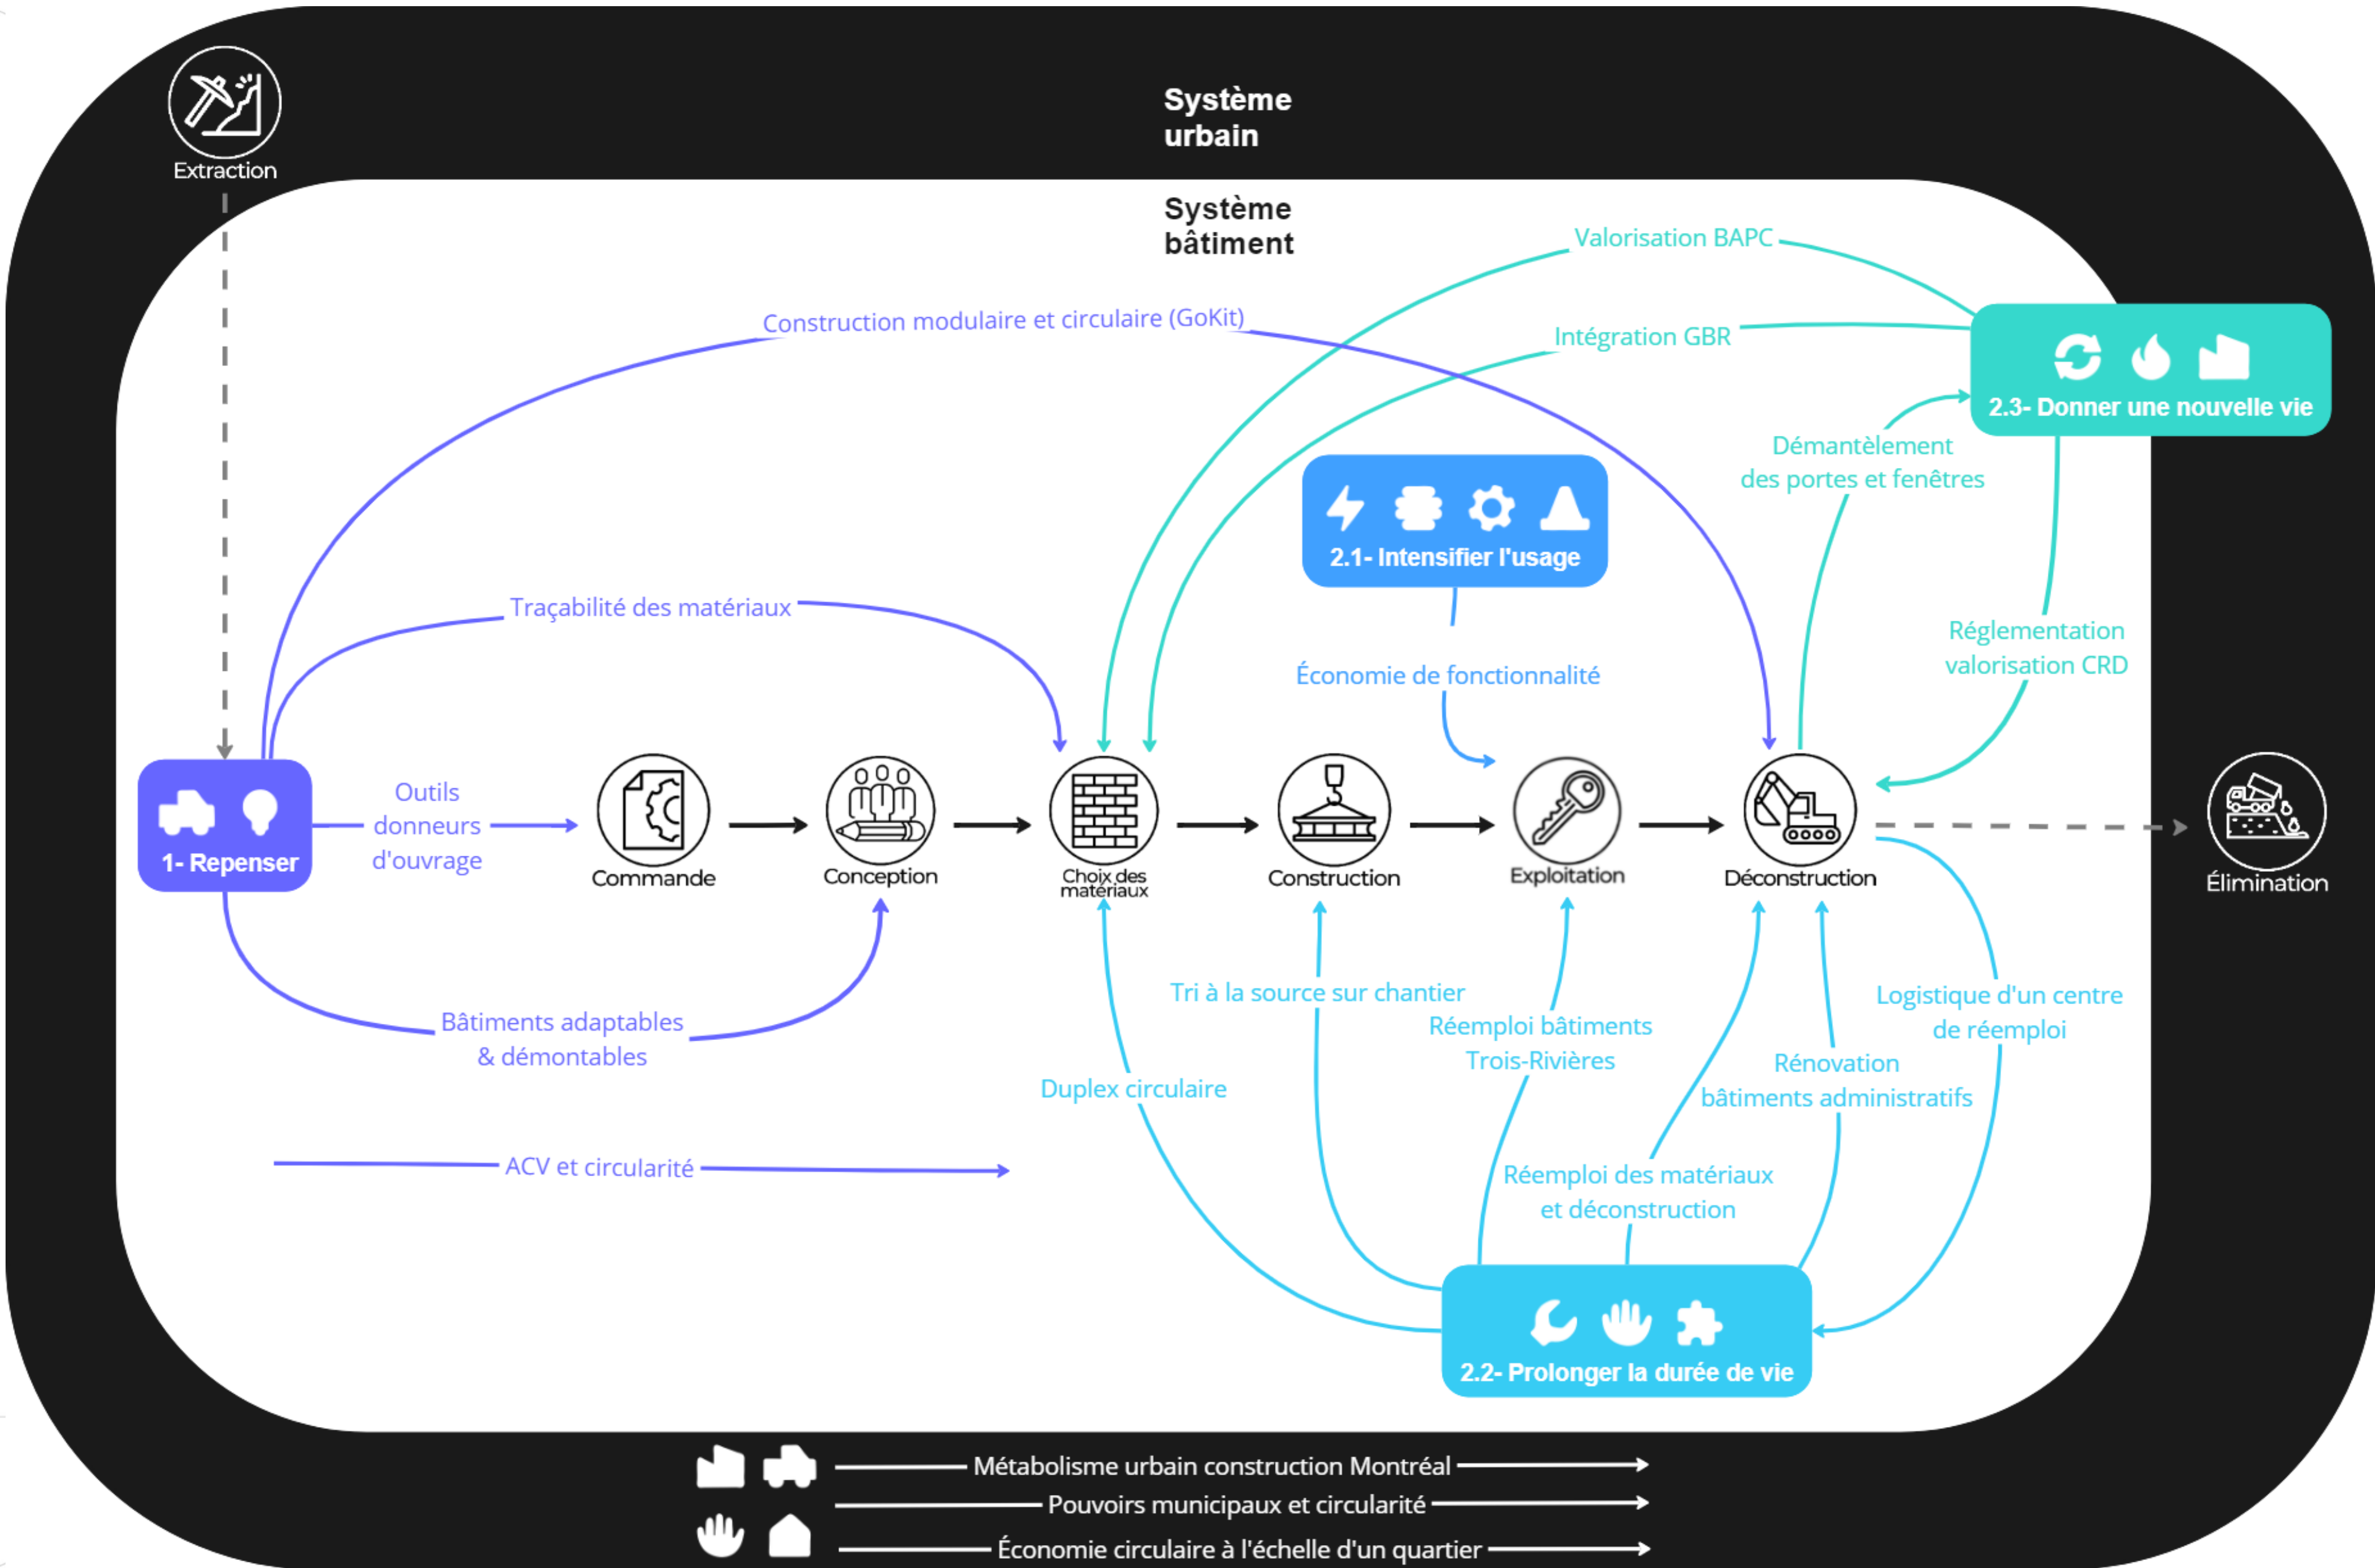 Extraction
Système
urbain
Système
bâtiment
Valorisation BAPC
Construction modulaire et circulaire (GoKit)
Intégration GBR
2.3- Donner une nouvelle vie
Démantèlement
des portes et fenêtres
2.1- Intensifier l'usage
Traçabilité des matériaux
Réglementation
valorisation CRD
Économie de fonctionnalité
1- Repenser
Outils
donneurs
d'ouvrage
Commande
Conception
Choix des
matériaux
Construction
Exploitation
Déconstruction
Élimination
Bâtiments adaptables
& démontables
Tri à la source sur chantier
Réemploi bâtiments
Trois-Rivières
Logistique d'un centre
de réemploi
Duplex circulaire
Rénovation
bâtiments administratifs
ACV et circularité
Réemploi des matériaux
et déconstruction
2.2- Prolonger la durée de vie
Métabolisme urbain construction Montréal
Pouvoirs municipaux et circularité
Économie circulaire à l'échelle d'un quartier